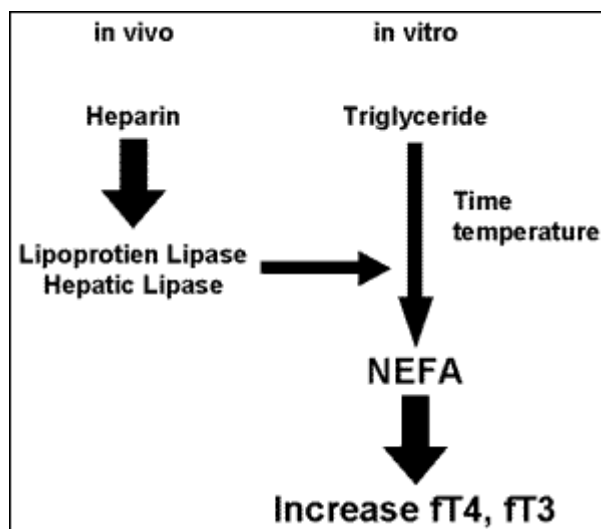 in vivo
in vitro
Heparin
Triglyceride
Time
temperature
Lipoprotien Lipase
Hepatic Lipase
NEFA
Increase fT4, fT3